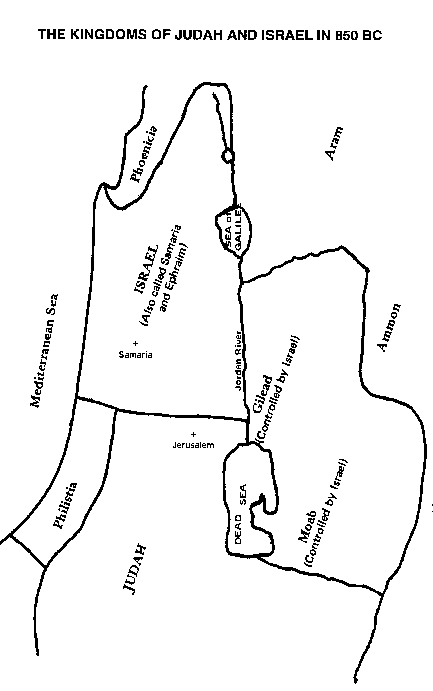 THE KINGDOMS OF JUDAH AND ISRAEL IN 850 BC
Aram
Phoenicia
SEA OF
GALILEE
ISRAEL
(Also called Samaria
and Ephraim)
Mediterranean Sea
Ammon
+
Samaria
Jorden River
Gilead
(Controlled by Israel)
+
Jerusalem
Philistia
DEAD SEA
Moab
(Controlled by Israel)
JUDAH